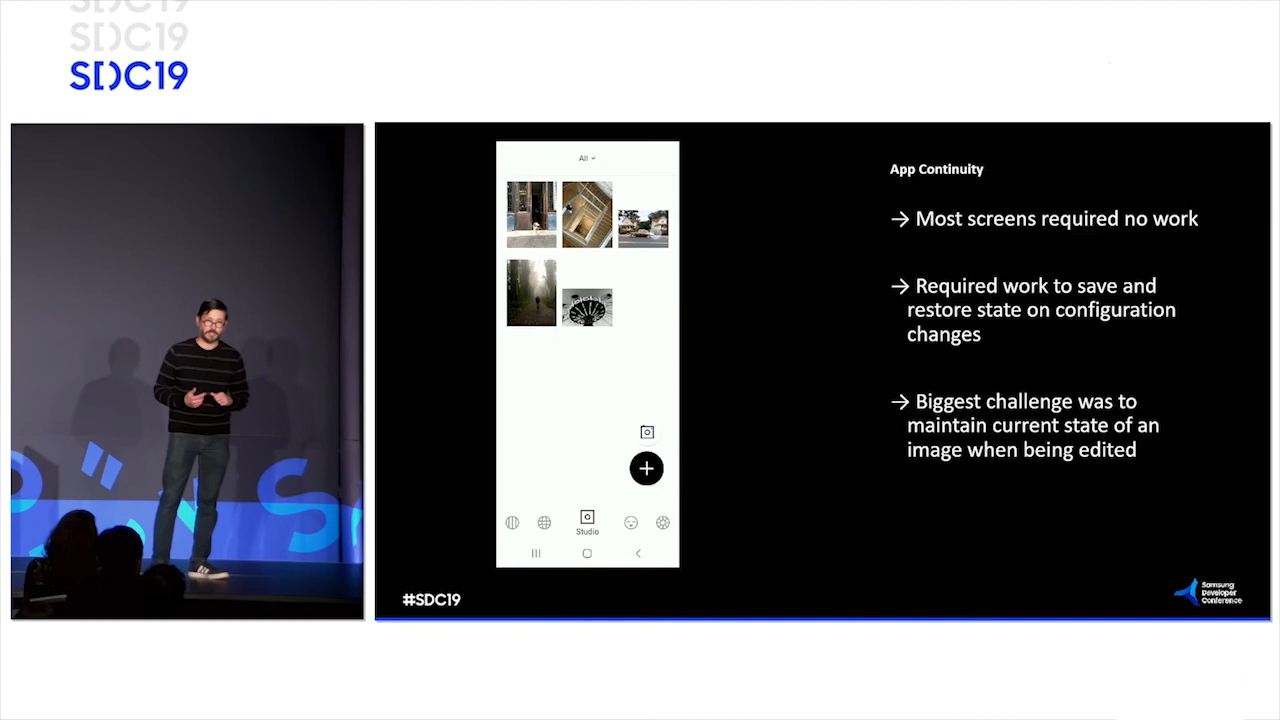 SDC19
SDC19
SDC19
All
App Continuity
→ Most screens required no work
→ Required work to save and
restore state on configuration
changes
→ Biggest challenge was to
maintain current state of an
image when being edited
Studio
#SDC19
Samsung
Developer
Conference